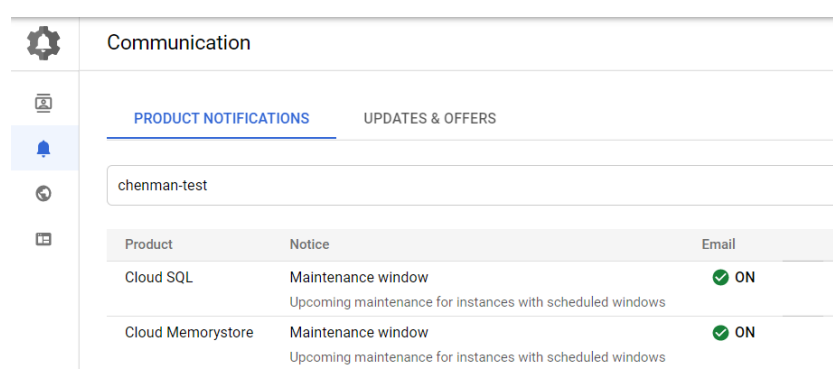 Communication
PRODUCT NOTIFICATIONS UPDATES & OFFERS
chenman-test
Product Notice Email
Cloud SQL Maintenance window ON
Upcoming maintenance for instances with scheduled windows
Cloud Memorystore Maintenance window ON
Upcoming maintenance for instances with scheduled windows